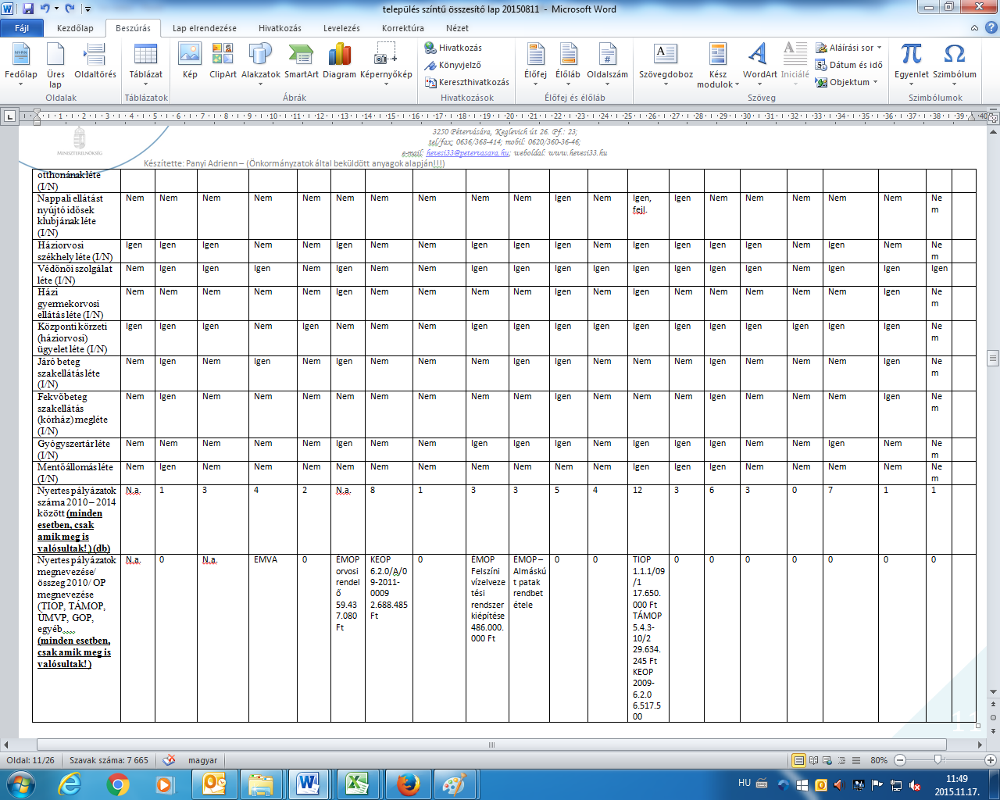 település színtű összesítő lap 20150811 - Microsoft Word
Fájl Kezdőlap Beszúrás Lap elrendezése Hivatkozás Levelezés Korrektúra Nézet
Fedőlap Üres lap Oldaltörés
Oldalak
Táblázat
Táblázatok
Kép ClipArt Alakzatok SmartArt Diagram Képernyőkép
Ábrák
Hivatkozás
Könyvjelző
Kereszthivatkozás
Hivatkozások
Élőfej Élőláb Oldalszám
Élőfej és élőláb
Szövegdoboz Kész modulok WordArt Iniciálé
Aláírási sor
Dátum és idő
Objektum
Szöveg
Egyenlet Szimbólum
Szimbólumok
MINISZTERELNÖKSÉG
3250 Pétervására, Keglevich út 26. Pf.: 23;
tel/fax: 0636/368-414; mobil: 0620/360-36-46;
e-mail: hevesi33@petervasara.hu; weboldal: www.hevesi33.hu
Készítette: Panyi Adrienn – (Önkormányzatok által beküldött anyagok alapján!!!)
otthonának léte (I/N)
Nappali ellátást nyújtó idősek klubjának léte (I/N) Nem Nem Nem Nem Nem Nem Nem Nem Nem Nem Igen Nem Igen, fejl. Igen Nem Nem Nem Nem Nem Nem
Háziorvosi székhely léte (I/N) Igen Igen Igen Nem Nem Igen Nem Nem Igen Igen Igen Nem Igen Igen Igen Igen Nem Igen Nem Nem
Védőnői szolgálat léte (I/N) Nem Igen Igen Igen Nem Igen Nem Nem Igen Igen Igen Nem Igen Igen Igen Igen Nem Igen Igen Igen
Házi gyermekorvosi ellátás léte (I/N) Nem Nem Nem Nem Nem Igen Nem Nem Nem Nem Igen Nem Igen Nem Nem Nem Nem Nem Igen Nem
Központi körzeti (háziorvosi) ügyelet léte (I/N) Igen Igen Igen Nem Igen Nem Nem Nem Igen Nem Igen Igen Igen Igen Igen Igen Igen Igen Igen Nem
Járó beteg szakellátás léte (I/N) Nem Igen Nem Igen Nem Igen Nem Nem Nem Igen Igen Nem Nem Nem Igen Nem Nem Nem Igen Nem
Fekvőbeteg szakellátás (kórház) megléte (I/N) Nem Igen Nem Nem Nem Nem Nem Nem Nem Nem Igen Nem Nem Nem Igen Nem Nem Nem Igen Nem
Gyógyszertár léte (I/N) Nem Nem Nem Nem Nem Igen Nem Nem Igen Igen Igen Nem Igen Igen Igen Nem Nem Igen Nem Nem
Mentőállomás léte (I/N) Nem Igen Nem Nem Nem Nem Nem Nem Nem Nem Nem Nem Igen Igen Igen Nem Nem Nem Nem Nem
Nyertes pályázatok száma 2010 – 2014 között (minden esetben, csak amik meg is valósultak! ) (db) N.a. 1 3 4 2 N.a. 8 1 3 3 5 4 12 3 6 3 0 7 1 1
Nyertes pályázatok megnevezése/ összeg 2010/ OP megnevezése (TIOP, TÁMOP, ÚMVP, GOP, egyéb,,,,, (minden esetben, csak amik meg is valósultak! ) N.a. 0 N.a. EMVA 0 ÉMOP orvosi rendelő 59.437.080 Ft KEOP 6.2.0/A/09-2011-0009 2.688.485 Ft 0 ÉMOP Felszíni vízelvezetési rendszer kiépítése 486.000.000 Ft ÉMOP – Almáskút patak rendbetétele 0 0 TIOP 1.1.1/09/1 17.650.000 Ft TÁMOP 5.4.3-10/2 29.634.245 Ft KEOP 2009-6.2.0 6.517.500 0 0 0 0 0 0 0
11
Oldal: 11/26 Szavak száma: 7 665 magyar 80%
HU 11:49
2015.11.17.